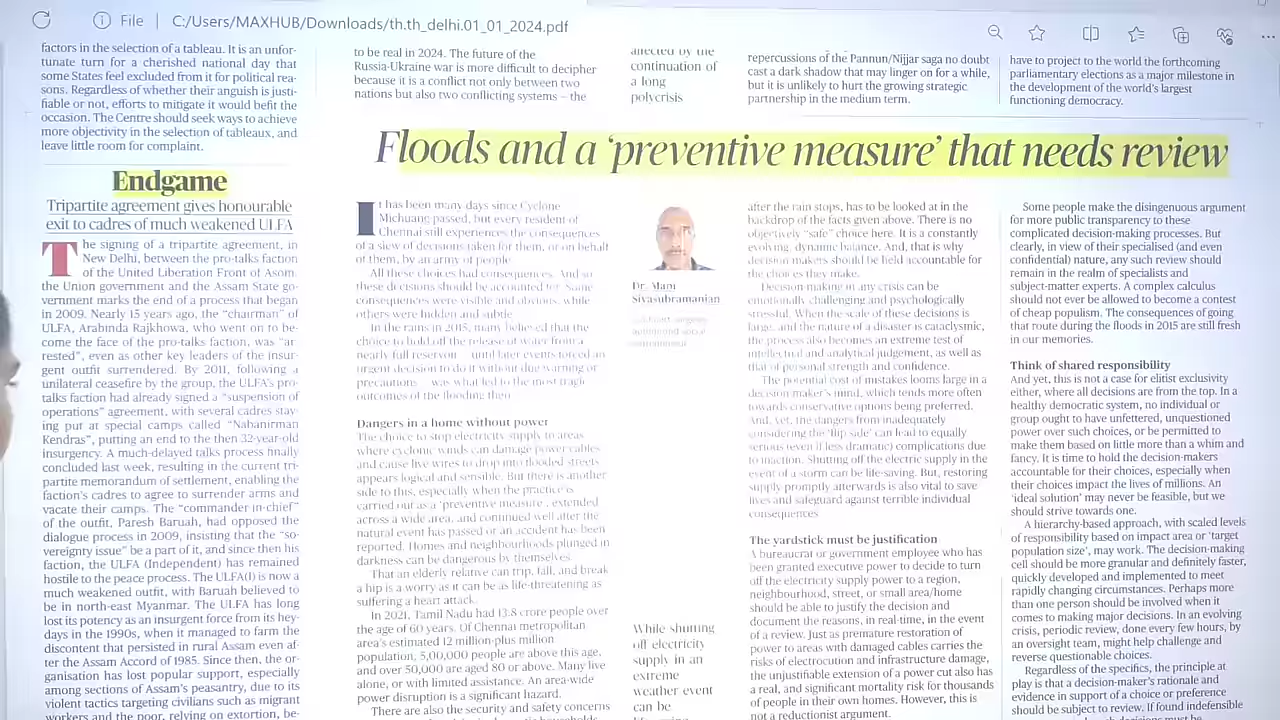 File | C:/Users/MAXHUB/Downloads/th.th_delhi.01_01_2024.pdf
factors in the selection of a tableau. It is an unfor-
tunate turn for a cherished national day that
some States feel excluded from it for political rea-
sons. Regardless of whether their anguish is justi-
fiable or not, efforts to mitigate it would befit the
occasion. The Centre should seek ways to achieve
more objectivity in the selection of tableaux, and
leave little room for complaint.
Endgame
Tripartite agreement gives honourable
exit to cadres of much weakened ULFA
The signing of a tripartite agreement, in
New Delhi, between the pro-talks faction
of the United Liberation Front of Asom,
the Union government and the Assam State go-
vernment marks the end of a process that began
in 2009. Nearly 15 years ago, the "chairman" of
ULFA, Arabinda Rajkhowa, who went on to be-
come the face of the pro-talks faction, was "ar-
rested", even as other key leaders of the insur-
gent outfit surrendered. By 2011, following a
unilateral ceasefire by the group, the ULFA's pro-
talks faction had already signed a "suspension of
operations" agreement, with several cadres stay-
ing put at special camps called "Nabanirman
Kendras", putting an end to the then 32-year-old
insurgency. A much-delayed talks process finally
concluded last week, resulting in the current tri-
partite memorandum of settlement, enabling the
faction's cadres to agree to surrender arms and
vacate their camps. The "commander in-chief"
of the outfit, Paresh Baruah, had opposed the
dialogue process in 2009, insisting that the "so-
vereignty issue" be a part of it, and since then his
faction, the ULFA (Independent) has remained
hostile to the peace process. The ULFA(I) is now a
much weakened outfit, with Baruah believed to
be in north-east Myanmar. The ULFA has long
lost its potency as an insurgent force from its hey-
days in the 1990s, when it managed to farm the
discontent that persisted in rural Assam even af-
ter the Assam Accord of 1985. Since then, the or-
ganisation has lost popular support, especially
among sections of Assam's peasantry, due to its
violent tactics targeting civilians such as migrant
workers and the poor, relying on extortion, be-
to be real in 2024. The future of the
Russia-Ukraine war is more difficult to decipher
because it is a conflict not only between two
nations but also two conflicting systems – the
affected by the
continuation of
a long
polycrisis
repercussions of the Pannun/Nijjar saga no doubt
cast a dark shadow that may linger on for a while,
but it is unlikely to hurt the growing strategic
partnership in the medium term.
have to project to the world the forthcoming
parliamentary elections as a major milestone in
the development of the world's largest
functioning democracy.
Floods and a 'preventive measure' that needs review
It has been many days since Cyclone
Michuang passed, but every resident of
Chennai still experiences the consequences
of a slew of decisions taken for them, or on behalf
of them, by an army of people.
All these choices had consequences. And so
these decisions should be accounted for. Some
consequences were visible and obvious, while
others were hidden and subtle.
In the rains in 2015, many believed that the
choice to hold off the release of water from a
nearly full reservoir – until later events forced an
urgent decision to do it without due warning or
precautions – was what led to the most tragic
outcomes of the flooding then.
Dangers in a home without power
The choice to stop electricity supply to areas
where cyclonic winds can damage power cables
and cause live wires to drop into flooded streets
appears logical and sensible. But there is another
side to this, especially when the practice is
carried out as a 'preventive measure', extended
across a wide area, and continued well after the
natural event has passed or an accident has been
reported. Homes and neighbourhoods plunged in
darkness can be dangerous by themselves.
That an elderly relative can trip, fall, and break
a hip is a worry as it can be as life-threatening as
suffering a heart attack.
In 2021, Tamil Nadu had 13.8 crore people over
the age of 60 years. Of Chennai metropolitan
area's estimated 12 million-plus million
population, 5,00,000 people are above this age,
and over 50,000 are aged 80 or above. Many live
alone, or with limited assistance. An area-wide
power disruption is a significant hazard.
There are also the security and safety concerns
Dr. Mani
Sivasubramanian
While shutting
off electricity
supply in an
extreme
weather event
can be
after the rain stops, has to be looked at in the
backdrop of the facts given above. There is no
objectively "safe" choice here. It is a constantly
evolving, dynamic balance. And, that is why
decision makers should be held accountable for
the choices they make.
Decision-making in any crisis can be
emotionally challenging and psychologically
stressful. When the scale of these decisions is
large, and the nature of a disaster is cataclysmic,
the process also becomes an extreme test of
intellectual and analytical judgement, as well as
that of personal strength and confidence.
The potential cost of mistakes looms large in a
decision maker's mind, which tends more often
towards conservative options being preferred.
And, yet, the dangers from inadequately
considering the 'flip side' can lead to equally
serious (even if less dramatic) complications due
to inaction. Shutting off the electric supply in the
event of a storm can be life-saving. But, restoring
supply promptly afterwards is also vital to save
lives and safeguard against terrible individual
consequences.
The yardstick must be justification
A bureaucrat or government employee who has
been granted executive power to decide to turn
off the electricity supply power to a region,
neighbourhood, street, or small area/home
should be able to justify the decision and
document the reasons, in real-time, in the event
of a review. Just as premature restoration of
power to areas with damaged cables carries the
risks of electrocution and infrastructure damage,
the unjustifiable extension of a power cut also has
a real, and significant mortality risk for thousands
of people in their own homes. However, this is
not a reductionist argument.
Some people make the disingenuous argument
for more public transparency to these
complicated decision-making processes. But
clearly, in view of their specialised (and even
confidential) nature, any such review should
remain in the realm of specialists and
subject-matter experts. A complex calculus
should not ever be allowed to become a contest
of cheap populism. The consequences of going
that route during the floods in 2015 are still fresh
in our memories.
Think of shared responsibility
And yet, this is not a case for elitist exclusivity
either, where all decisions are from the top. In a
healthy democratic system, no individual or
group ought to have unfettered, unquestioned
power over such choices, or be permitted to
make them based on little more than a whim and
fancy. It is time to hold the decision-makers
accountable for their choices, especially when
their choices impact the lives of millions. An
'ideal solution' may never be feasible, but we
should strive towards one.
A hierarchy-based approach, with scaled levels
of responsibility based on impact area or 'target
population size', may work. The decision-making
cell should be more granular and definitely faster,
quickly developed and implemented to meet
rapidly changing circumstances. Perhaps more
than one person should be involved when it
comes to making major decisions. In an evolving
crisis, periodic review, done every few hours, by
an oversight team, might help challenge and
reverse questionable choices.
Regardless of the specifics, the principle at
play is that a decision-maker's rationale and
evidence in support of a choice or preference
should be subject to review. If found indefensible